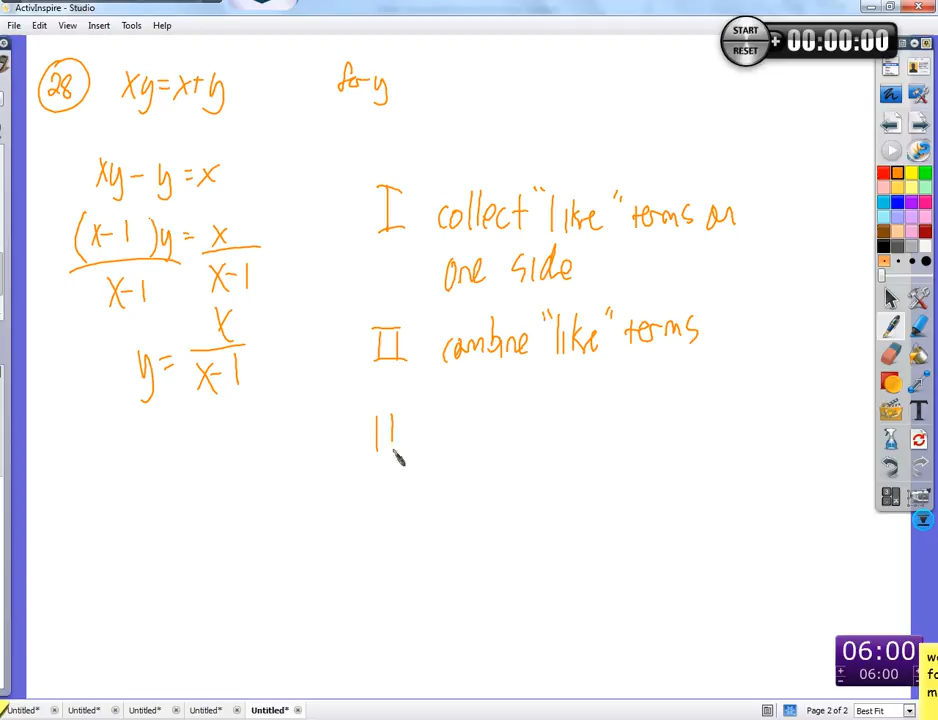 ActivInspire - Studio
File Edit View Insert Tools Help
START
RESET
00:00:00
28 xy=x+y for y
xy-y=x
(x-1)y=x
x-1 x-1
y=x
x-1
I collect "like" terms on
one side
II combine "like" terms
11
06:00
06:00
w
fo
m
Untitled* Untitled* Untitled* Untitled* Untitled*
Page 2 of 2 Best Fit